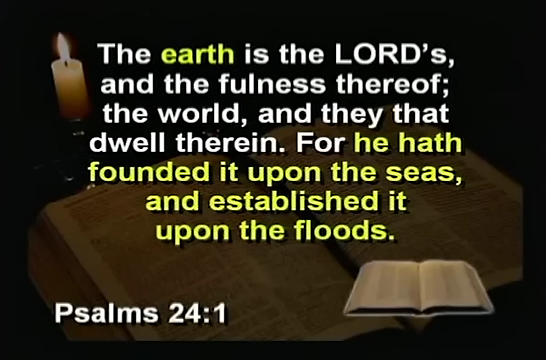 The earth is the LORD's,
and the fulness thereof;
the world, and they that
dwell therein. For he hath
founded it upon the seas,
and established it
upon the floods.
Psalms 24:1